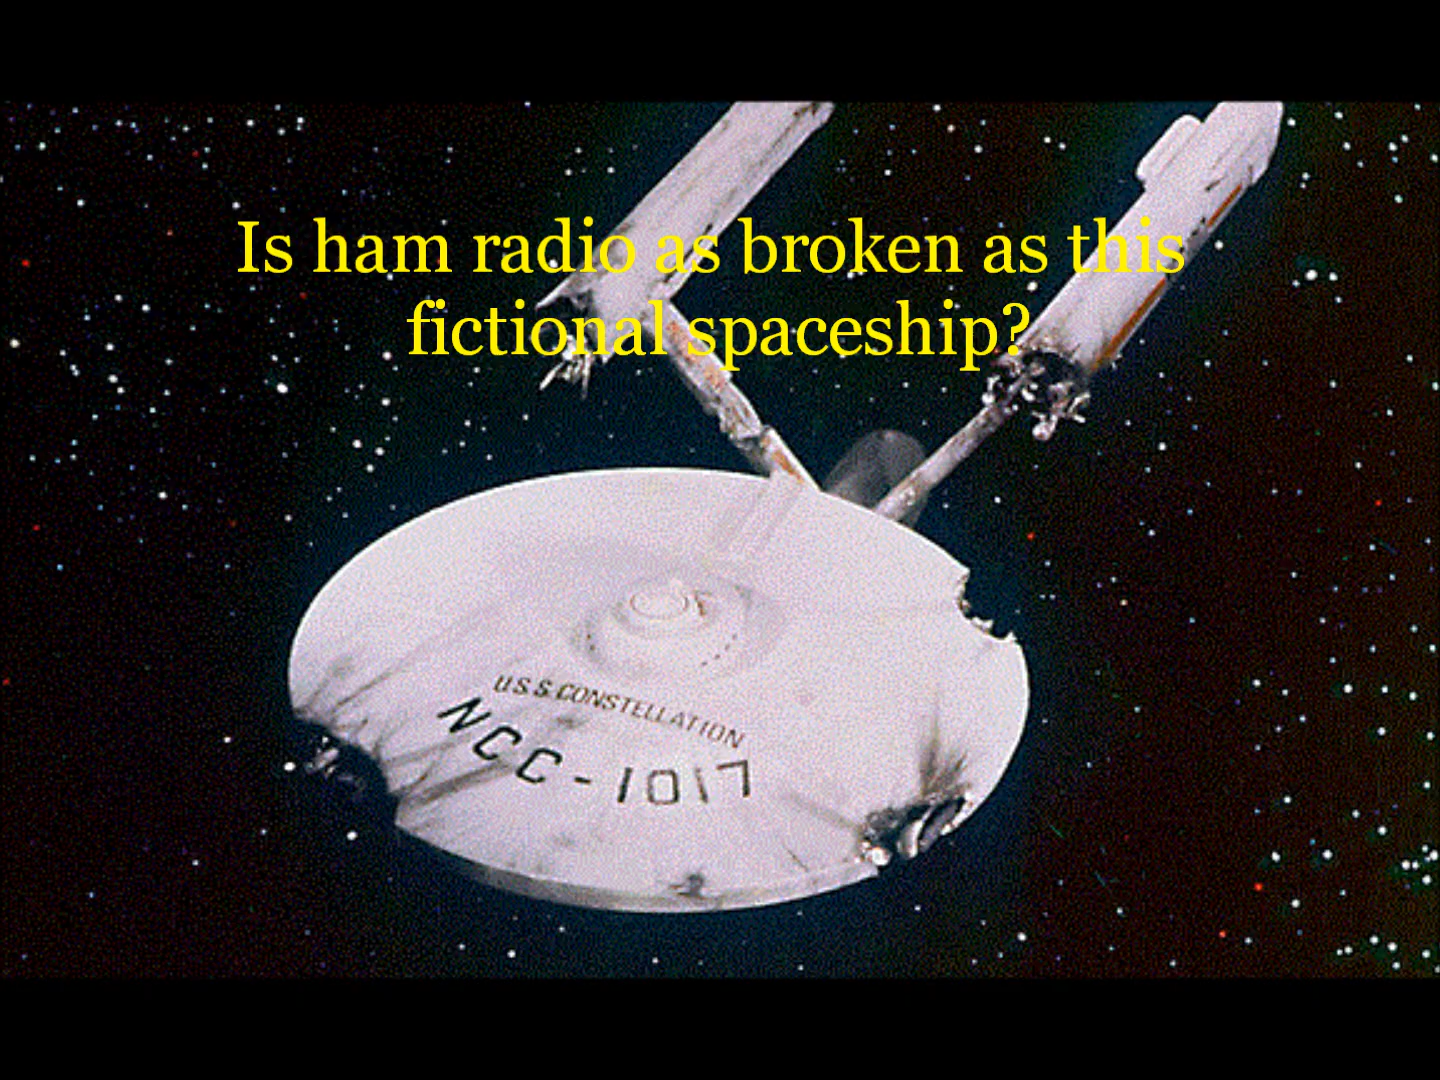 Is ham radio as broken as this
fictional spaceship?
U.S.S. CONSTELLATION
NCC-1017